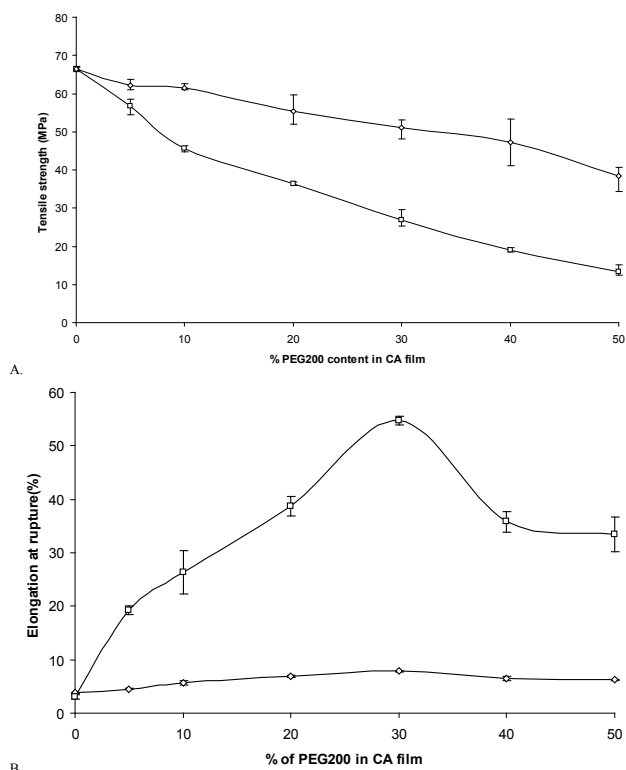 80
70
60
50
40
30
20
10
0
Tensile strength (MPa)
0 10 20 30 40 50
% PEG200 content in CA film
A.
60
50
40
30
20
10
0
Elongation at rupture(%)
0 10 20 30 40 50
% of PEG200 in CA film
B.